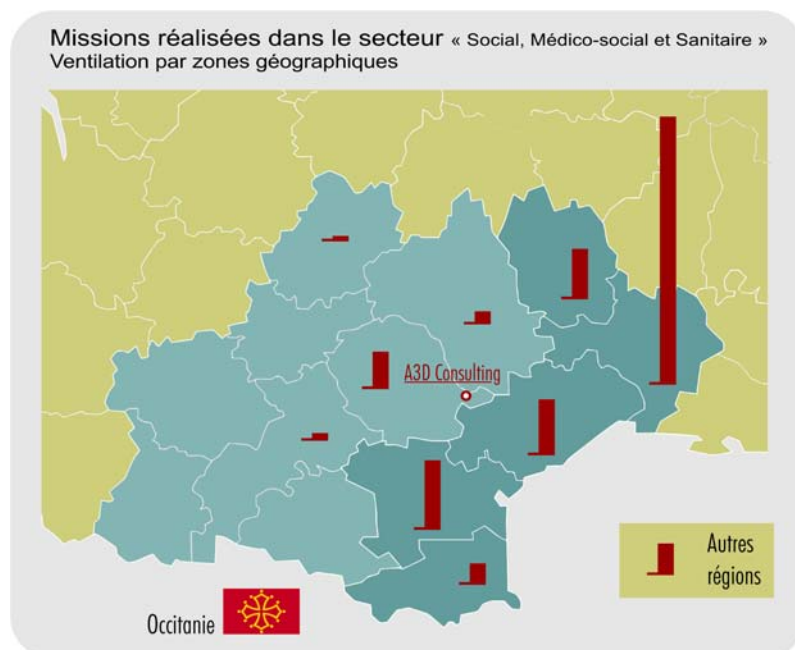 Missions réalisées dans le secteur « Social, Médico-social et Sanitaire »
Ventilation par zones géographiques
A3D Consulting
Autres
régions
Occitanie